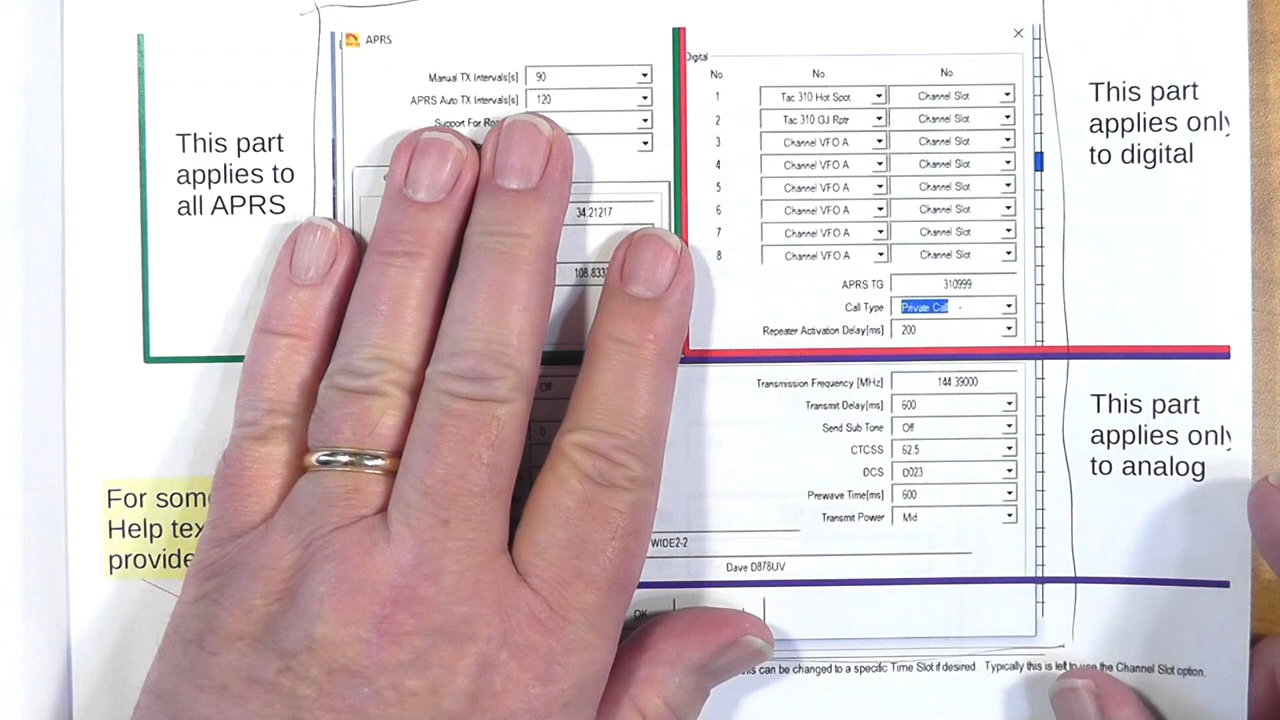 APRS
Manual TX Intervals[s] 90
APRS Auto TX Intervals[s] 120
Support For
34.21217
This part
applies to
all APRS
Digital
No No. No.
1 Tac 310 Hot Spot Channel Slot
2 Tac 310 GJ Rptr Channel Slot
3 Channel VFO A Channel Slot
4 Channel VFO A Channel Slot
5 Channel VFO A Channel Slot
6 Channel VFO A Channel Slot
7 Channel VFO A Channel Slot
8 Channel VFO A Channel Slot
APRS TG 310999
Call Type Private Call
Repeater Activation Delay[ms] 200
This part
applies only
to digital
Transmission Frequency [MHz] 144.39000
Transmit Delay[ms] 600
Send Sub Tone Off
CTCSS 62.5
DCS D023
Prewave Time[ms] 600
Transmit Power Mid
This part
applies only
to analog
Off
0
WIDE2-2
Dave D878UV
OK
For
Help
can be changed to a specific Time Slot if desired. Typically this is left to use the Channel Slot option.